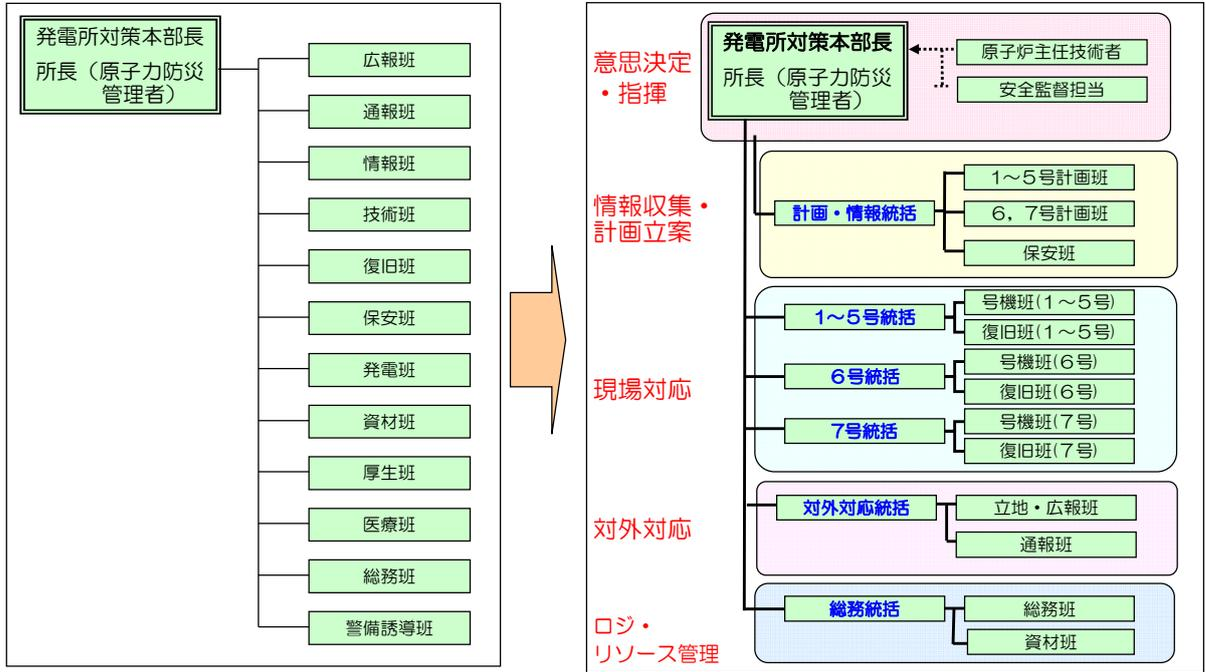 発電所対策本部長
所長（原子力防災
管理者）
広報班
通報班
情報班
技術班
復旧班
保安班
発電班
資材班
厚生班
医療班
総務班
警備誘導班
意思決定
・指揮
発電所対策本部長
所長（原子力防災
管理者）
原子炉主任技術者
安全監督担当
情報収集・
計画立案
計画・情報統括
1～5号計画班
6，7号計画班
保安班
現場対応
1～5号統括
号機班(1～5号)
復旧班(1～5号)
6号統括
号機班(6号)
復旧班(6号)
7号統括
号機班(7号)
復旧班(7号)
対外対応
対外対応統括
立地・広報班
通報班
ロジ・
リソース管理
総務統括
総務班
資材班